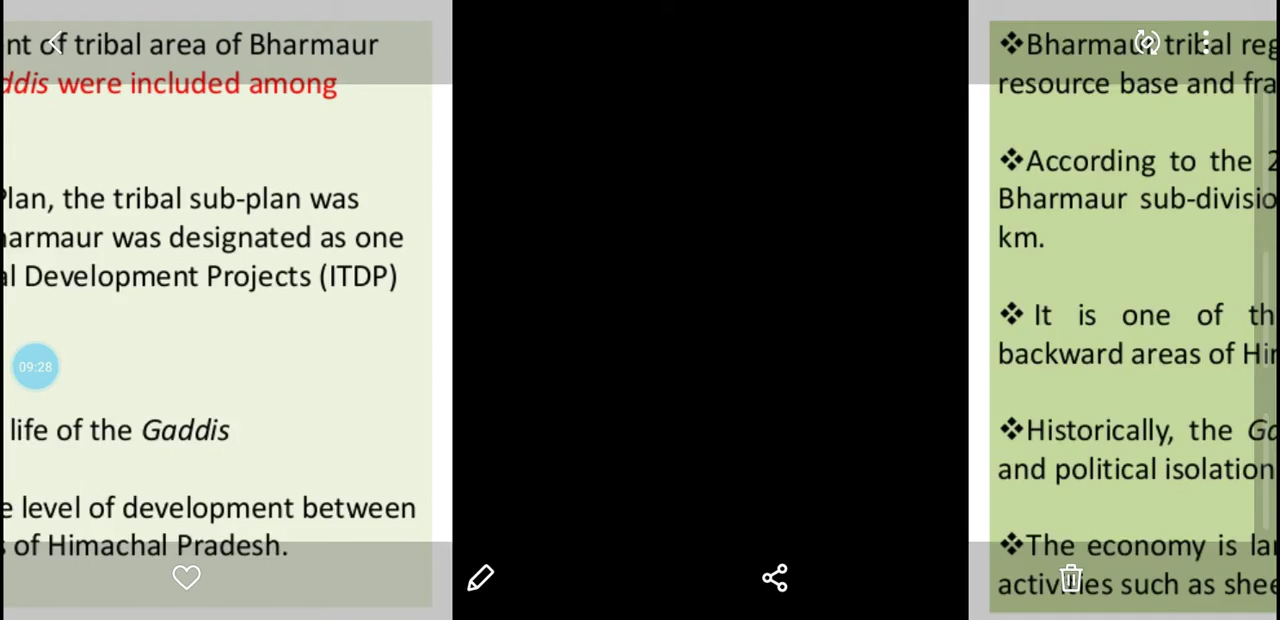 nt of tribal area of Bharmaur
ddis were included among
Plan, the tribal sub-plan was
armaur was designated as one
al Development Projects (ITDP)
09:28
life of the Gaddis
e level of development between
s of Himachal Pradesh.
❖Bharmaur tribal reg
resource base and fra
❖According to the 2
Bharmaur sub-divisio
km.
❖ It is one of th
backward areas of Hi
❖Historically, the Ga
and political isolation
❖The economy is la
activities such as shee